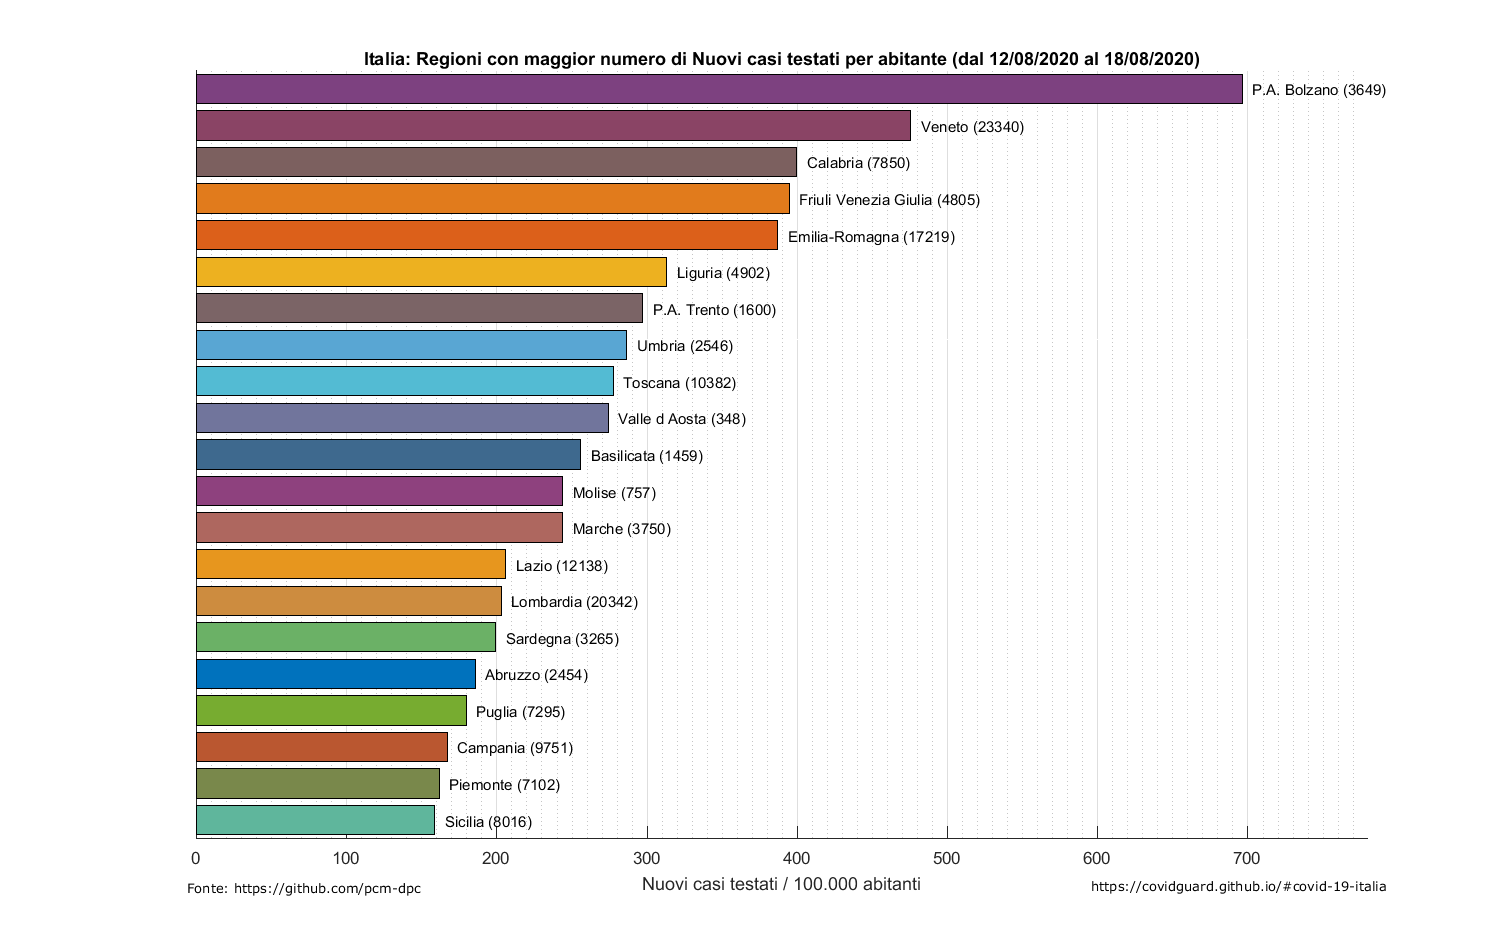 Italia: Regioni con maggior numero di Nuovi casi testati per abitante (dal 12/08/2020 al 18/08/2020)
P.A. Bolzano (3649)
Veneto (23340)
Calabria (7850)
Friuli Venezia Giulia (4805)
Emilia-Romagna (17219)
Liguria (4902)
P.A. Trento (1600)
Umbria (2546)
Toscana (10382)
Valle d Aosta (348)
Basilicata (1459)
Molise (757)
Marche (3750)
Lazio (12138)
Lombardia (20342)
Sardegna (3265)
Abruzzo (2454)
Puglia (7295)
Campania (9751)
Piemonte (7102)
Sicilia (8016)
0 100 200 300 400 500 600 700
Nuovi casi testati / 100.000 abitanti
Fonte: https://github.com/pcm-dpc
https://covidguard.github.io/#covid-19-italia